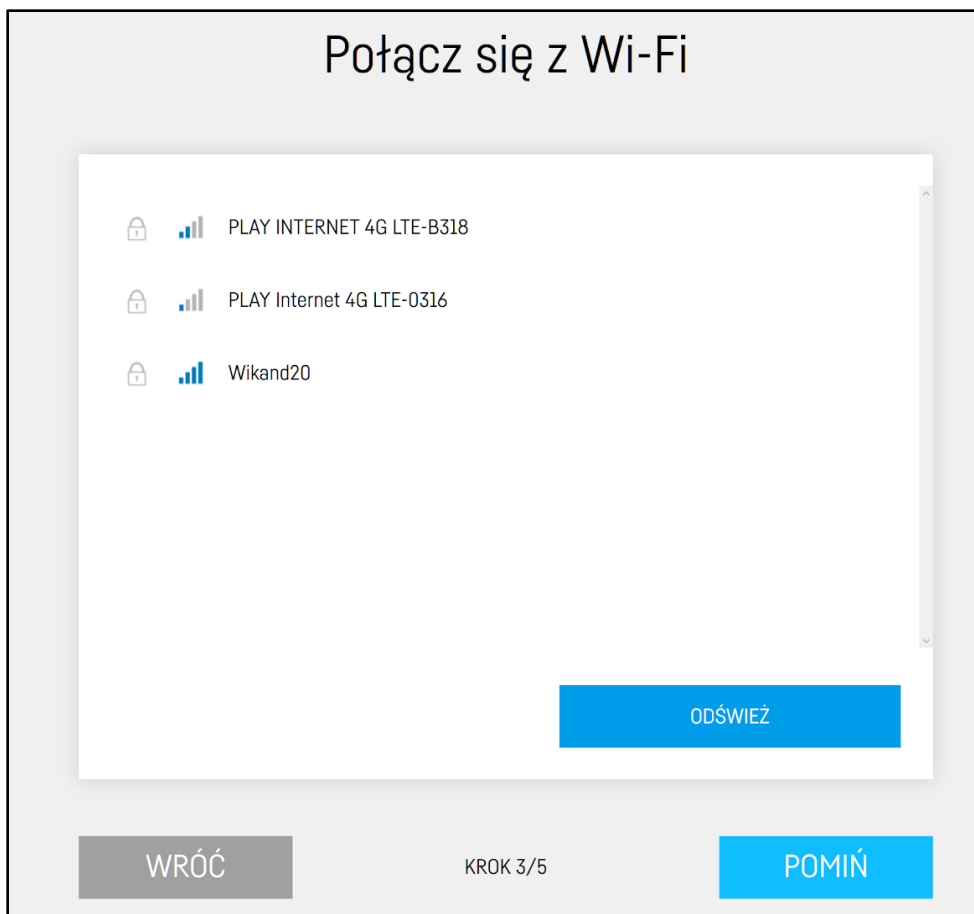 Połącz się z Wi-Fi
PLAY INTERNET 4G LTE-B318
PLAY Internet 4G LTE-0316
Wikand20
ODŚWIEŻ
WRÓĆ
KROK 3/5
POMIŃ